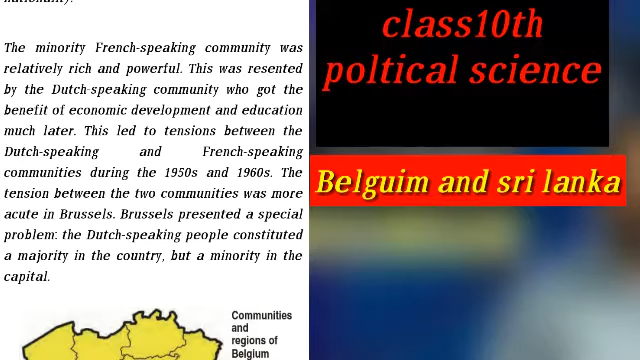 The minority French-speaking community was
relatively rich and powerful. This was resented
by the Dutch-speaking community who got the
benefit of economic development and education
much later. This led to tensions between the
Dutch-speaking and French-speaking
communities during the 1950s and 1960s. The
tension between the two communities was more
acute in Brussels. Brussels presented a special
problem: the Dutch-speaking people constituted
a majority in the country, but a minority in the
capital.
Communities
and
regions of
Belgium
class10th
poltical science
Belguim and sri lanka